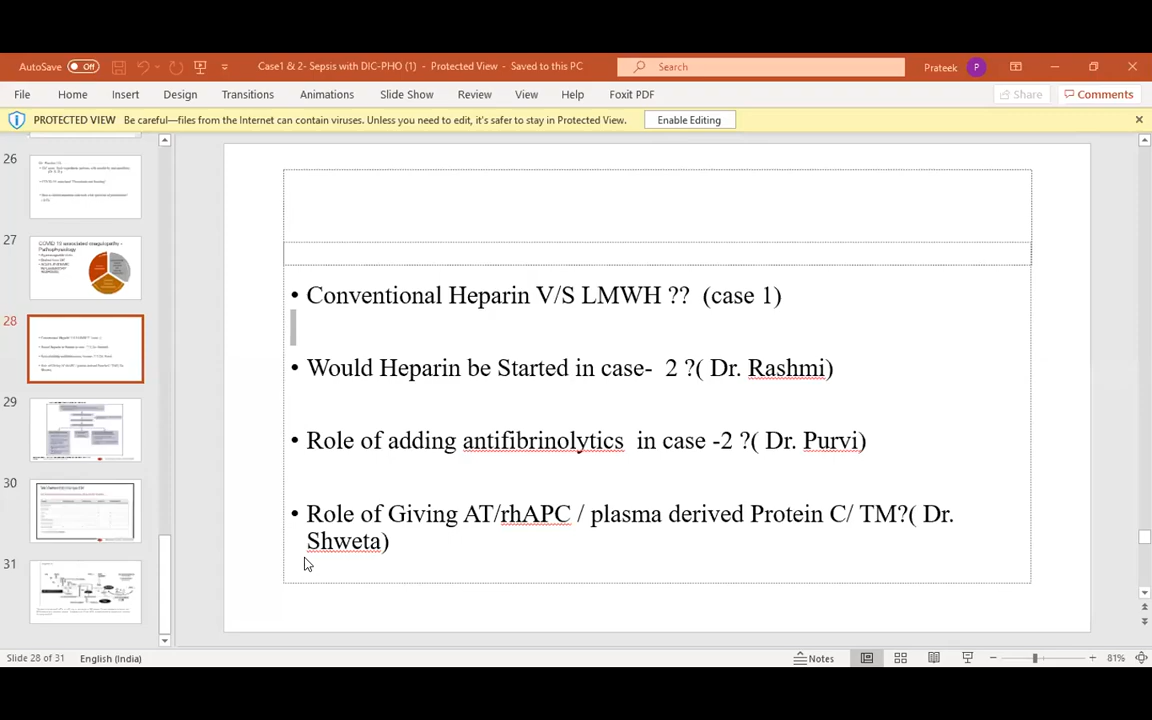 AutoSave Off Case1 & 2- Sepsis with DIC-PHO (1) - Protected View - Saved to this PC Search Prateek P
File Home Insert Design Transitions Animations Slide Show Review View Help Foxit PDF Share Comments
PROTECTED VIEW Be careful—files from the Internet can contain viruses. Unless you need to edit, it's safer to stay in Protected View. Enable Editing
26
27
COVID 19 associated coagulopathy -
Pathophysiology
28
29
30
31
• Conventional Heparin V/S LMWH ?? (case 1)
• Would Heparin be Started in case- 2 ?( Dr. Rashmi)
• Role of adding antifibrinolytics in case -2 ?( Dr. Purvi)
• Role of Giving AT/rhAPC / plasma derived Protein C/ TM?( Dr.
Shweta)
Slide 28 of 31 English (India) Notes 81%